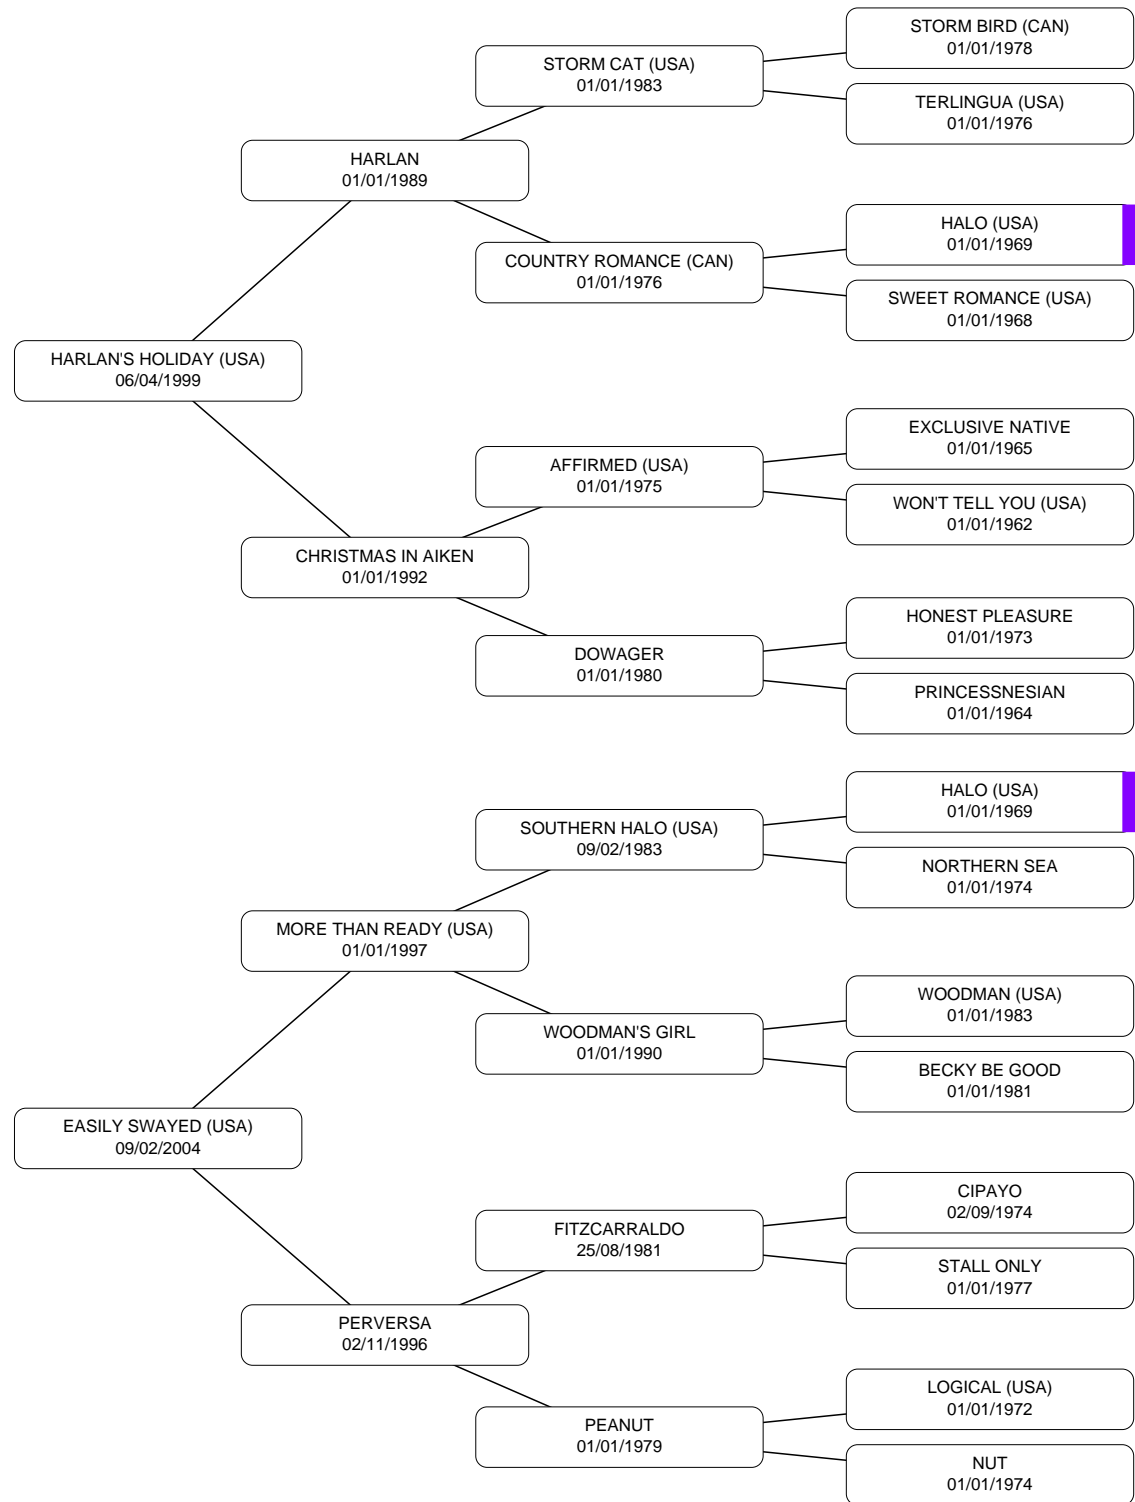 STORM BIRD (CAN)
01/01/1978
STORM CAT (USA)
01/01/1983
TERLINGUA (USA)
01/01/1976
HARLAN
01/01/1989
HALO (USA)
01/01/1969
COUNTRY ROMANCE (CAN)
01/01/1976
SWEET ROMANCE (USA)
01/01/1968
HARLAN'S HOLIDAY (USA)
06/04/1999
EXCLUSIVE NATIVE
01/01/1965
AFFIRMED (USA)
01/01/1975
WON'T TELL YOU (USA)
01/01/1962
CHRISTMAS IN AIKEN
01/01/1992
HONEST PLEASURE
01/01/1973
DOWAGER
01/01/1980
PRINCESSNESIAN
01/01/1964
HALO (USA)
01/01/1969
SOUTHERN HALO (USA)
09/02/1983
NORTHERN SEA
01/01/1974
MORE THAN READY (USA)
01/01/1997
WOODMAN (USA)
01/01/1983
WOODMAN'S GIRL
01/01/1990
BECKY BE GOOD
01/01/1981
EASILY SWAYED (USA)
09/02/2004
CIPAYO
02/09/1974
FITZCARRALDO
25/08/1981
STALL ONLY
01/01/1977
PERVERSA
02/11/1996
LOGICAL (USA)
01/01/1972
PEANUT
01/01/1979
NUT
01/01/1974